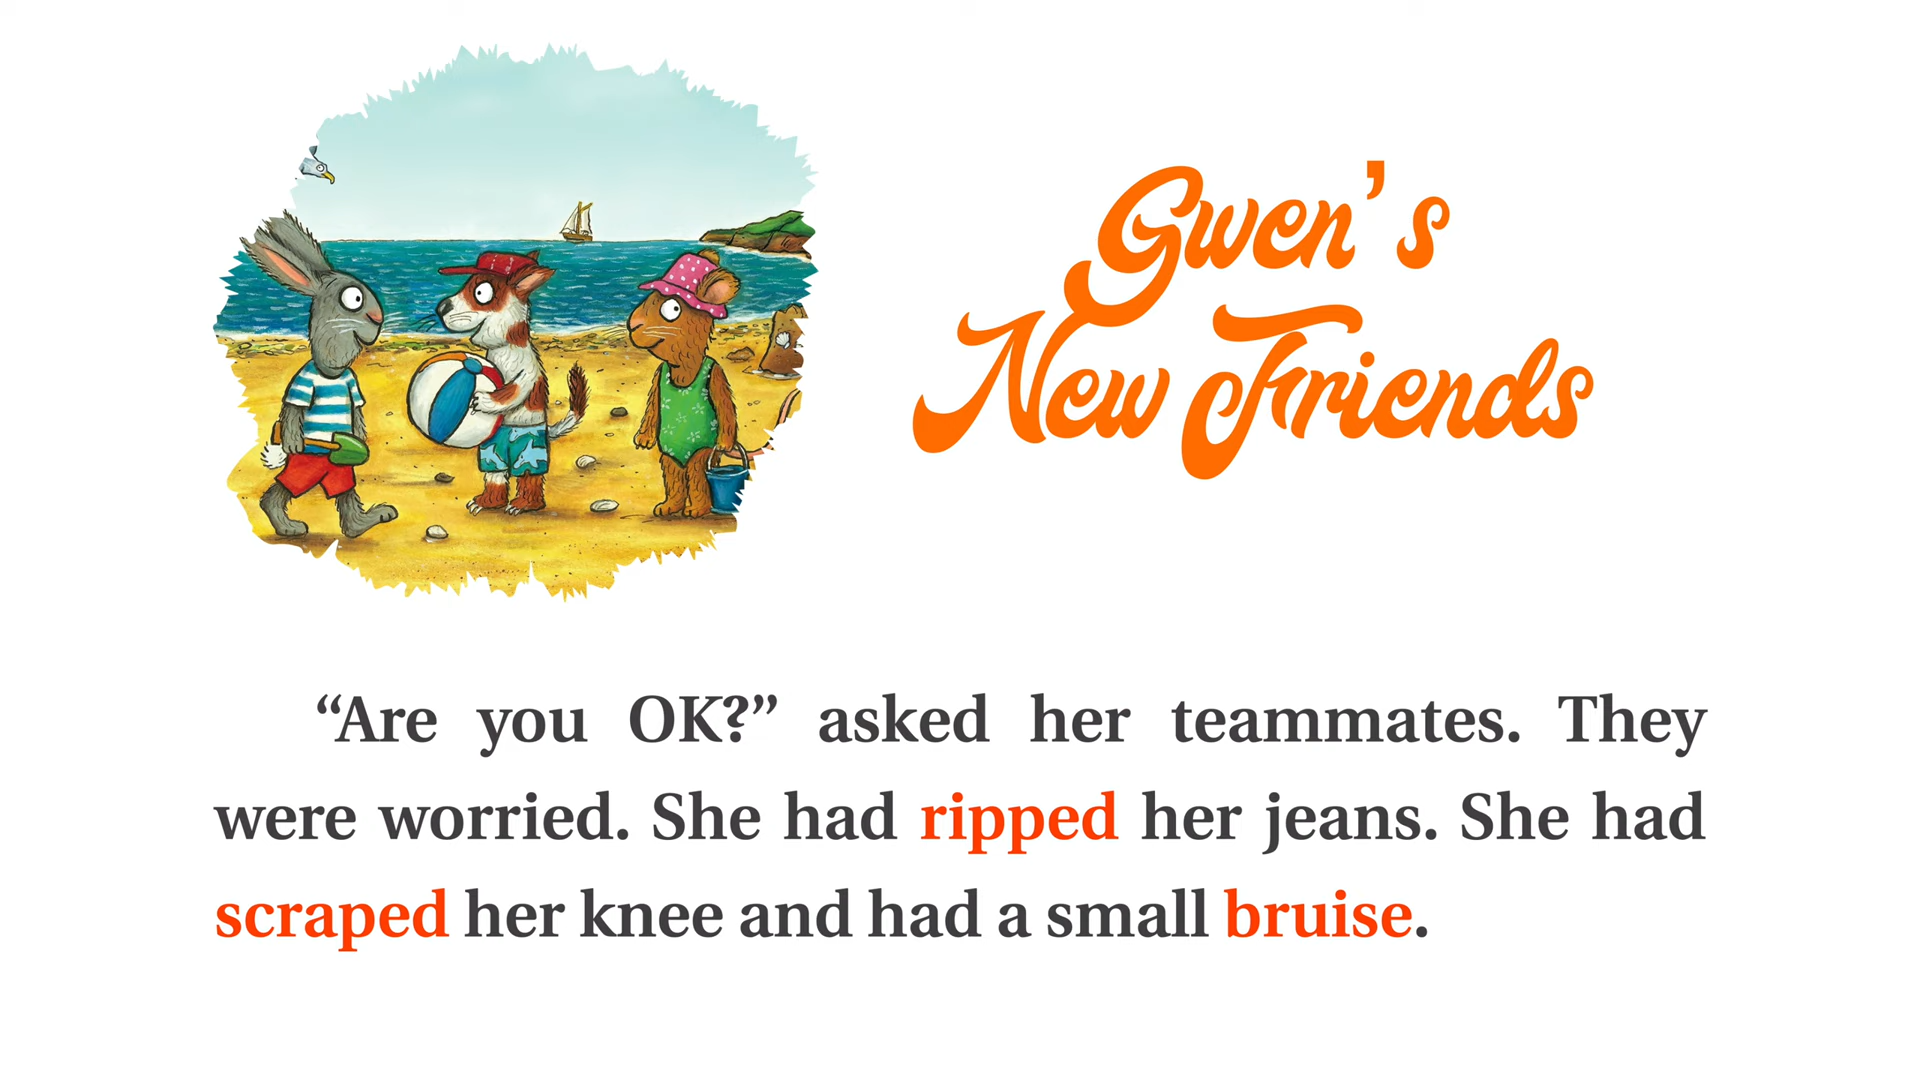 Gwen's
New Friends
“Are you OK?” asked her teammates. They
were worried. She had ripped her jeans. She had
scraped her knee and had a small bruise.